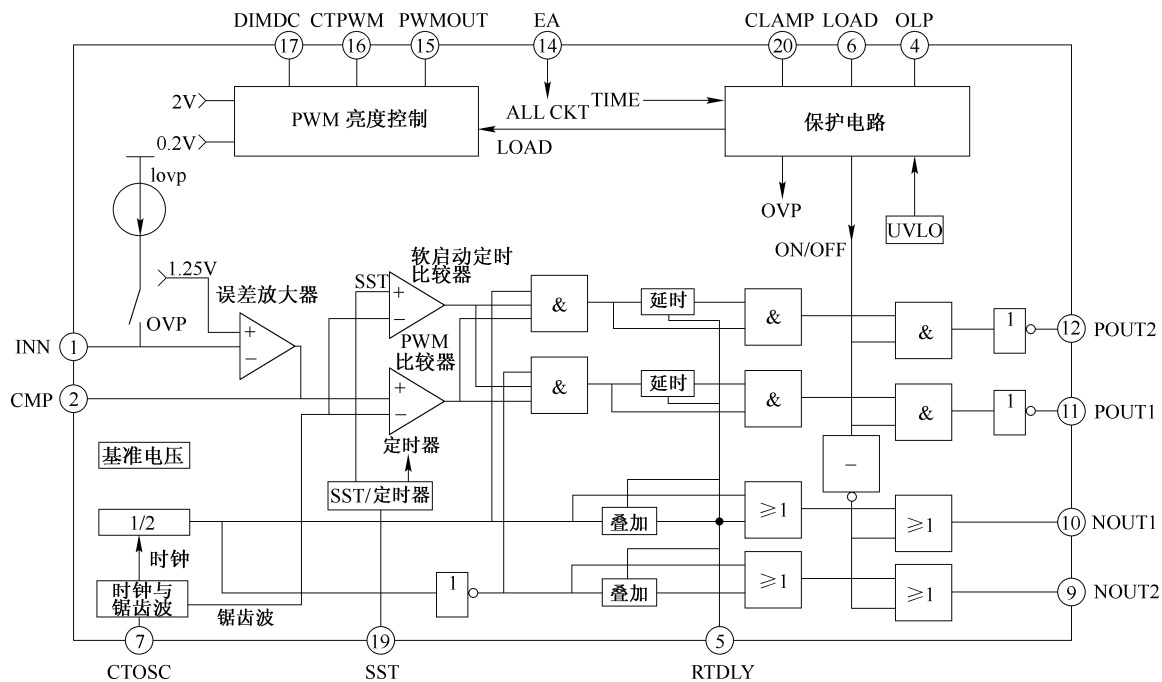 DIMDC CTPWM PWMOUT EA CLAMP LOAD OLP
17 16 15 14 20 6 4
2V
0.2V
PWM 亮度控制
ALL CKT
TIME
LOAD
保护电路
OVP
UVLO
ON/OFF
Iovp
1.25V
OVP
误差放大器
+
−
SST
软启动定时
比较器
+
−
PWM
比较器
+
−
定时器
SST/定时器
INN 1
CMP 2
基准电压
1/2
时钟
时钟与
锯齿波
锯齿波
&
延时
&
&
1
12 POUT2
&
延时
&
&
1
11 POUT1
−
叠加
≥1
≥1
10 NOUT1
1
叠加
≥1
≥1
9 NOUT2
7 19 5
CTOSC SST RTDLY